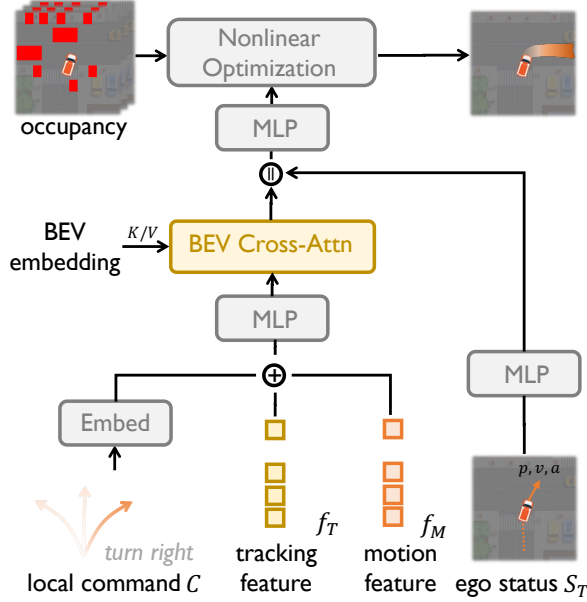 Nonlinear
Optimization
occupancy
MLP
BEV
embedding
K/V
BEV Cross-Attn
MLP
MLP
Embed
p, v, a
turn right
f_T
f_M
local command C
tracking
feature
motion
feature
ego status S_T